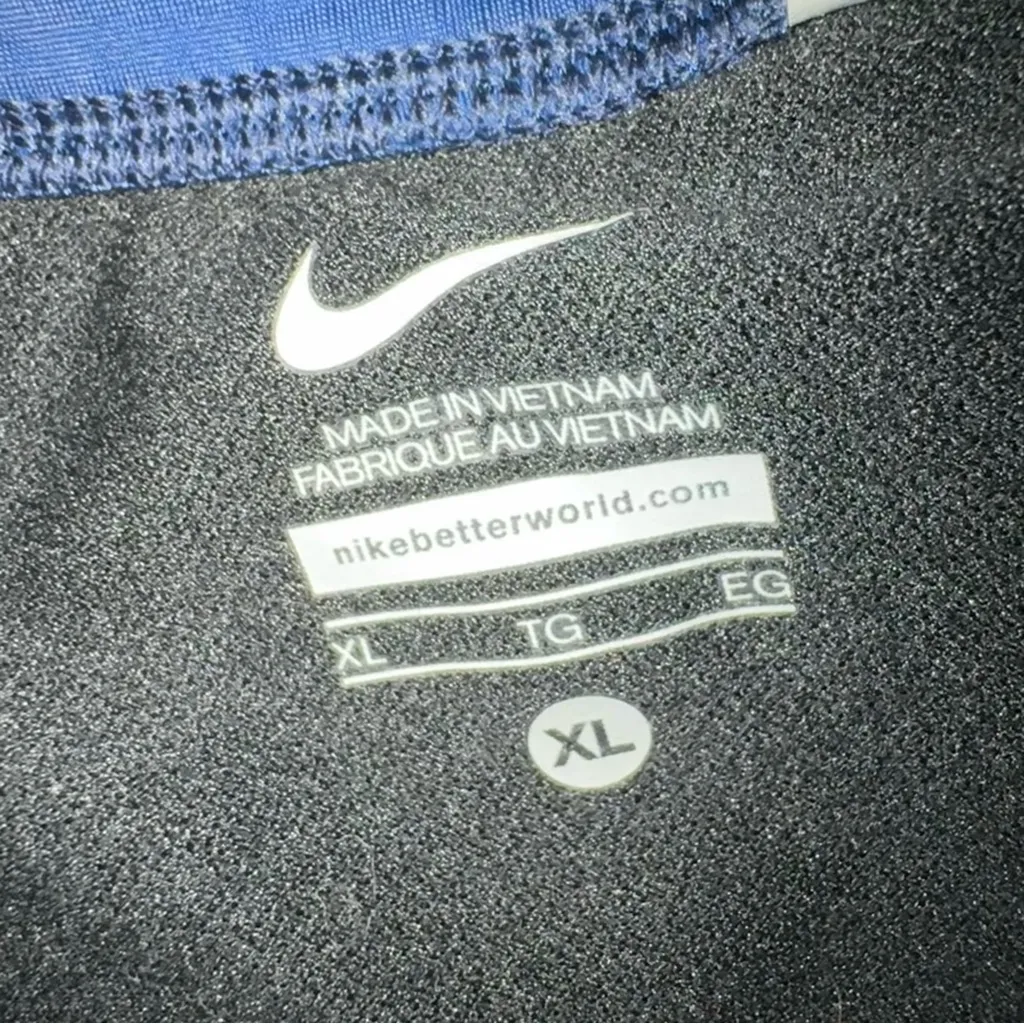 MADE IN VIETNAM
FABRIQUE AU VIETNAM
nikebetterworld.com
XL TG EG
XL